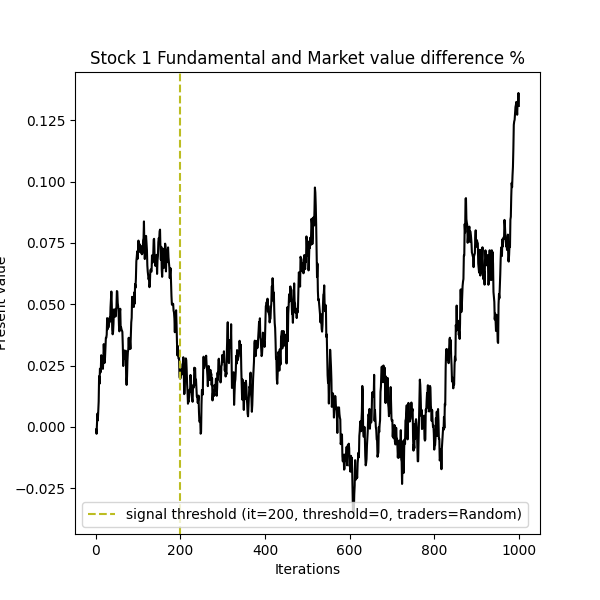 Stock 1 Fundamental and Market value difference %
Present value
0.125
0.100
0.075
0.050
0.025
0.000
−0.025
signal threshold (it=200, threshold=0, traders=Random)
0 200 400 600 800 1000
Iterations